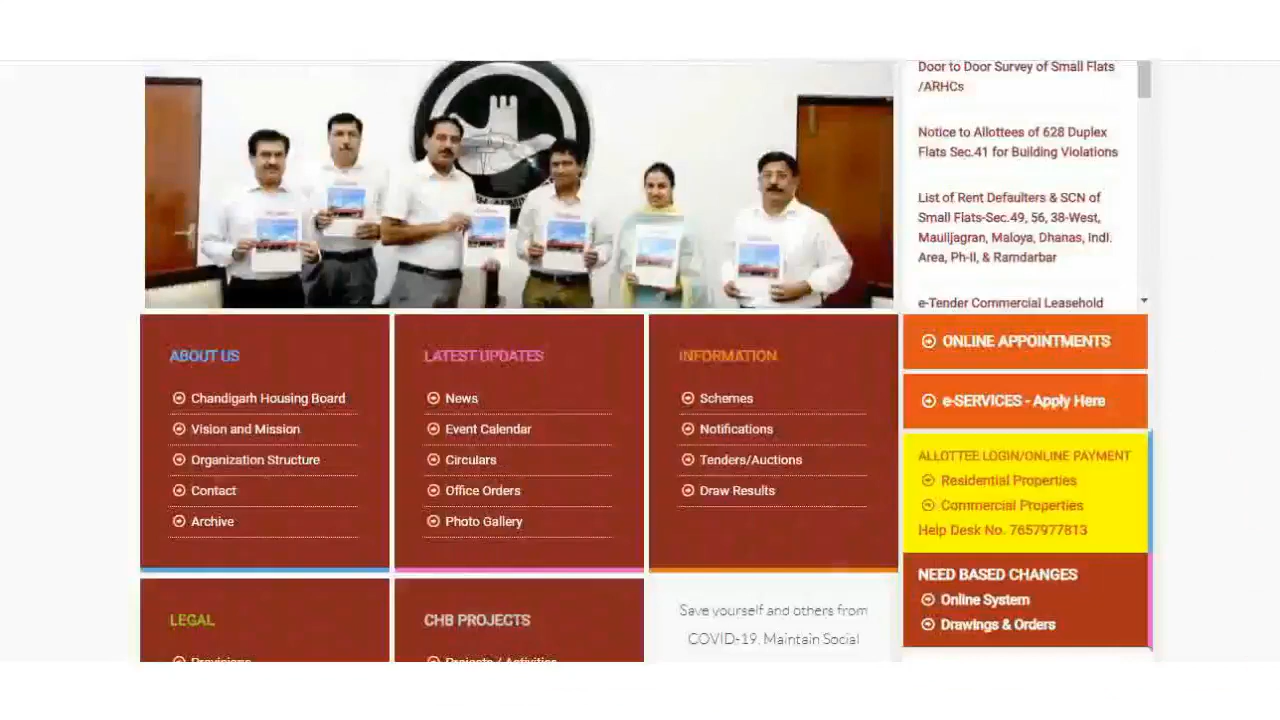 Door to Door Survey of Small Flats
/ARHCs
Notice to Allottees of 628 Duplex
Flats Sec.41 for Building Violations
List of Rent Defaulters & SCN of
Small Flats-Sec.49, 56, 38-West,
Maulijagran, Maloya, Dhanas, Indl.
Area, Ph-II, & Ramdarbar
e-Tender Commercial Leasehold
ABOUT US
Chandigarh Housing Board
Vision and Mission
Organization Structure
Contact
Archive
LATEST UPDATES
News
Event Calendar
Circulars
Office Orders
Photo Gallery
INFORMATION
Schemes
Notifications
Tenders/Auctions
Draw Results
ONLINE APPOINTMENTS
e-SERVICES - Apply Here
ALLOTTEE LOGIN/ONLINE PAYMENT
Residential Properties
Commercial Properties
Help Desk No. 7657977813
NEED BASED CHANGES
Online System
Drawings & Orders
LEGAL
Provisions
CHB PROJECTS
Projects / Activities
Save yourself and others from
COVID-19. Maintain Social